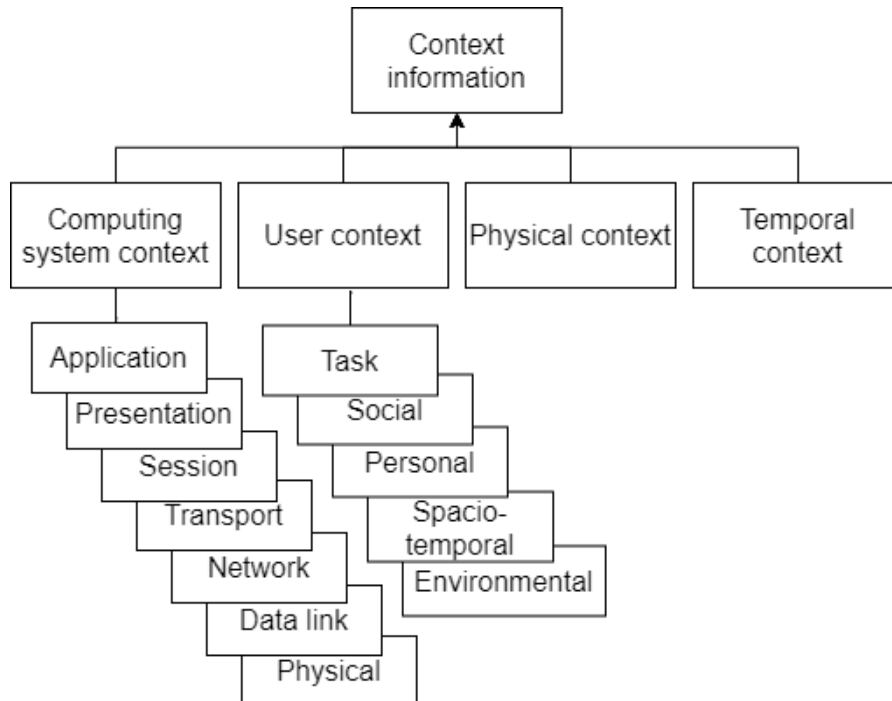 Context
information
Computing
system context
User context
Physical context
Temporal
context
Application
Presentation
Session
Transport
Network
Data link
Physical
Task
Social
Personal
Spacio-
temporal
Environmental